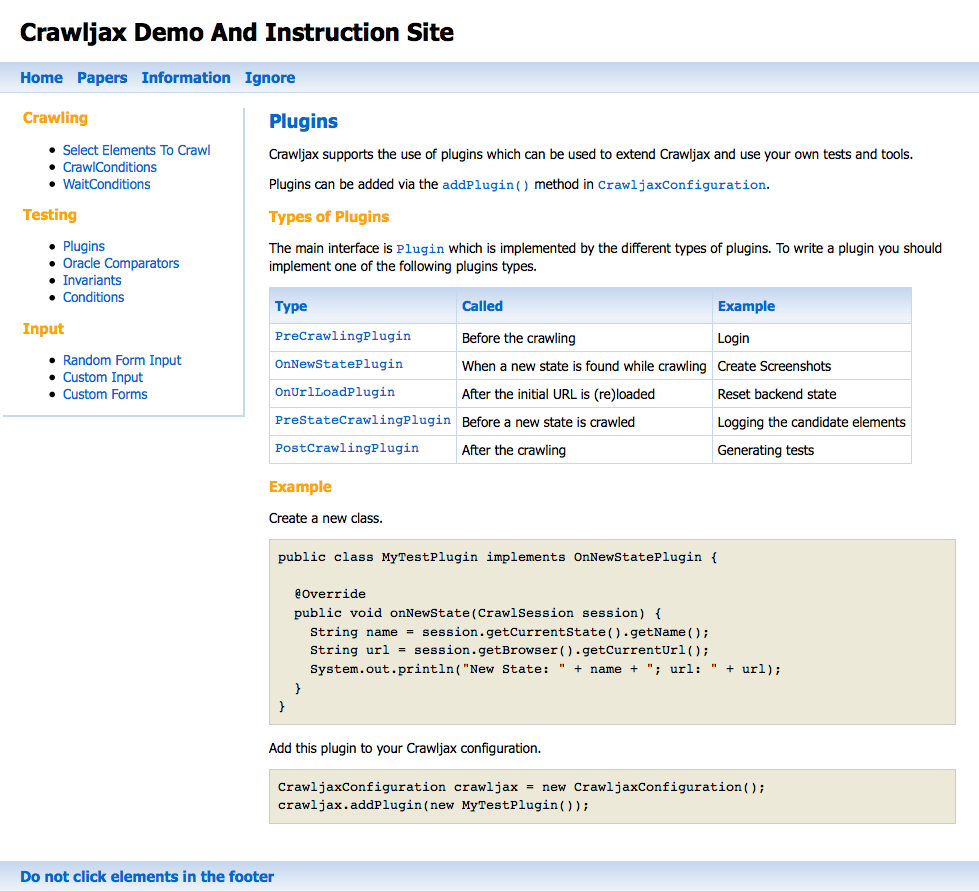 Crawljax Demo And Instruction Site
Home Papers Information Ignore
Crawling
Select Elements To Crawl
CrawlConditions
WaitConditions
Testing
Plugins
Oracle Comparators
Invariants
Conditions
Input
Random Form Input
Custom Input
Custom Forms
Plugins
Crawljax supports the use of plugins which can be used to extend Crawljax and use your own tests and tools.
Plugins can be added via the addPlugin() method in CrawljaxConfiguration.
Types of Plugins
The main interface is Plugin which is implemented by the different types of plugins. To write a plugin you should
implement one of the following plugins types.
Type Called Example
PreCrawlingPlugin Before the crawling Login
OnNewStatePlugin When a new state is found while crawling Create Screenshots
OnUrlLoadPlugin After the initial URL is (re)loaded Reset backend state
PreStateCrawlingPlugin Before a new state is crawled Logging the candidate elements
PostCrawlingPlugin After the crawling Generating tests
Example
Create a new class.
public class MyTestPlugin implements OnNewStatePlugin {
@Override
public void onNewState(CrawlSession session) {
String name = session.getCurrentState().getName();
String url = session.getBrowser().getCurrentUrl();
System.out.println("New State: " + name + "; url: " + url);
}
}
Add this plugin to your Crawljax configuration.
CrawljaxConfiguration crawljax = new CrawljaxConfiguration();
crawljax.addPlugin(new MyTestPlugin());
Do not click elements in the footer